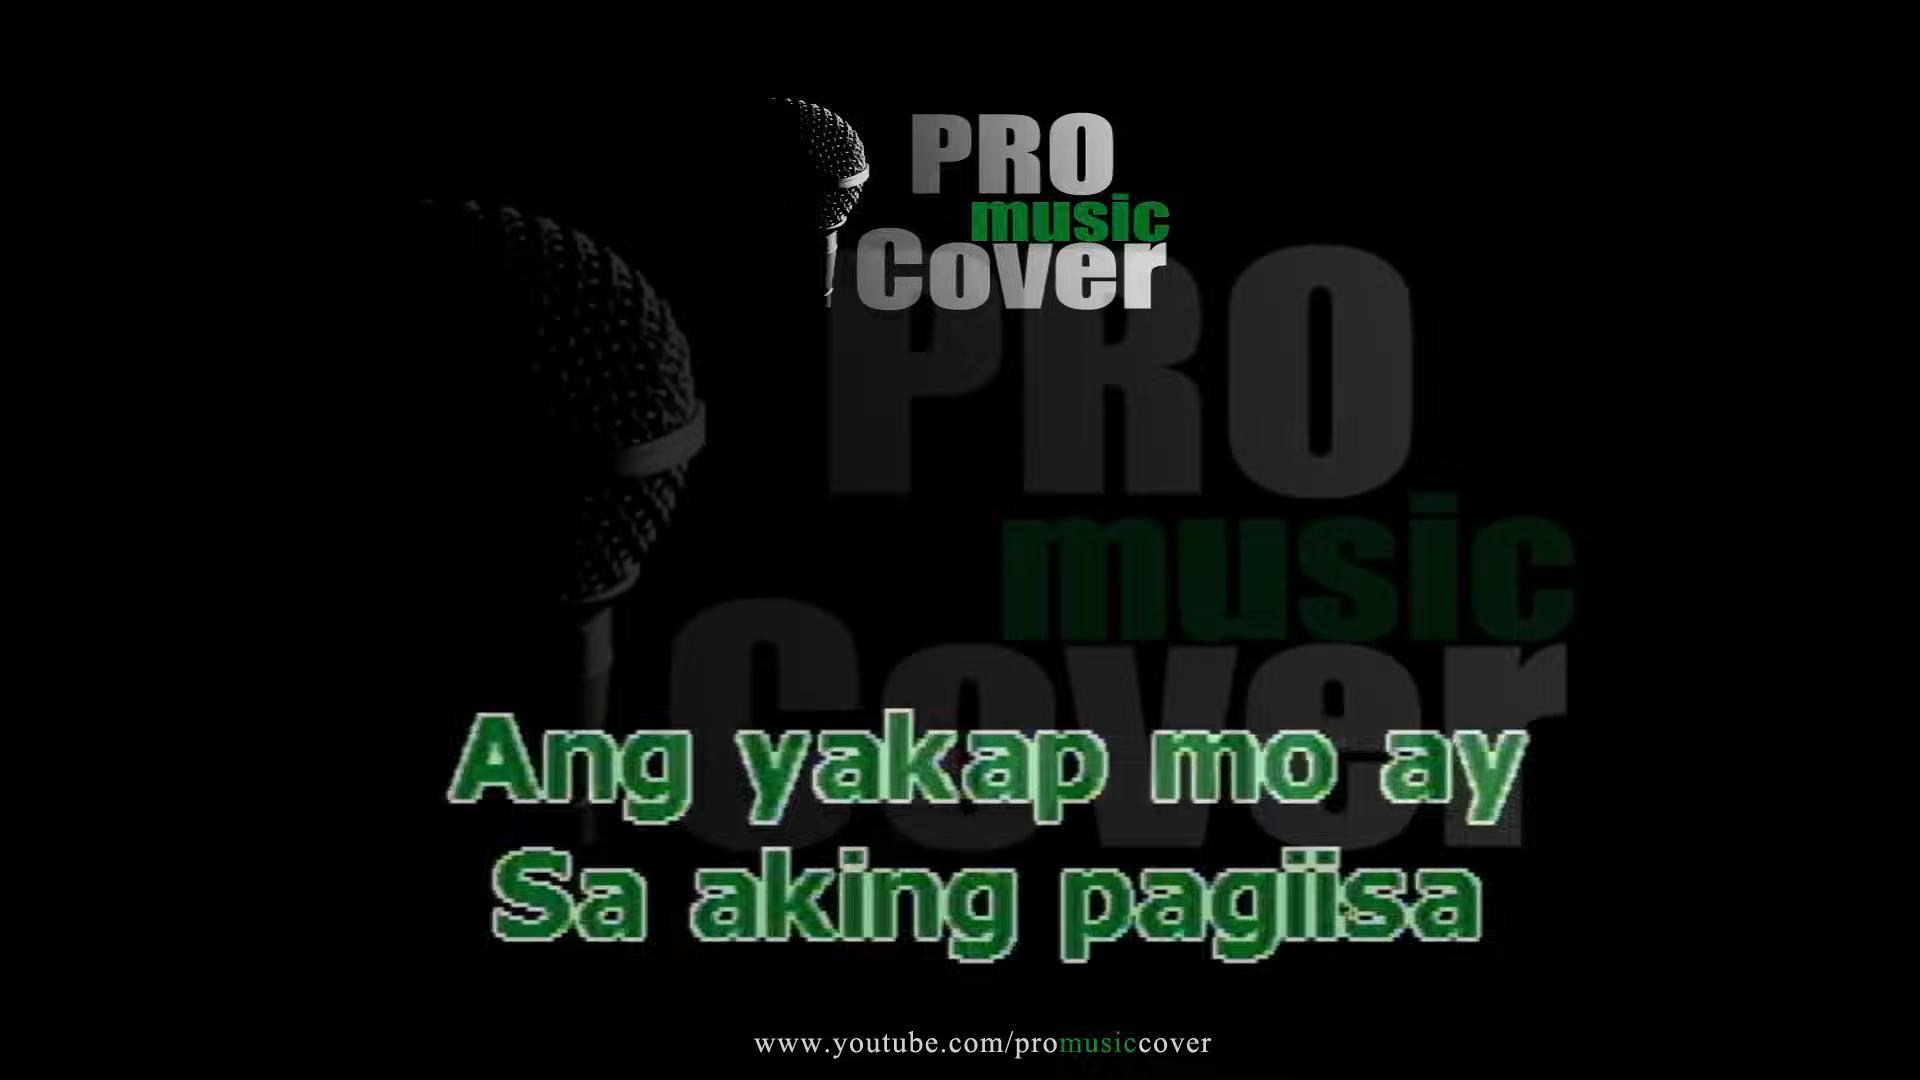 PRO
music
Cover
PRO
music
Cover
Ang yakap mo ay
Sa aking pagiisa
www.youtube.com/promusiccover